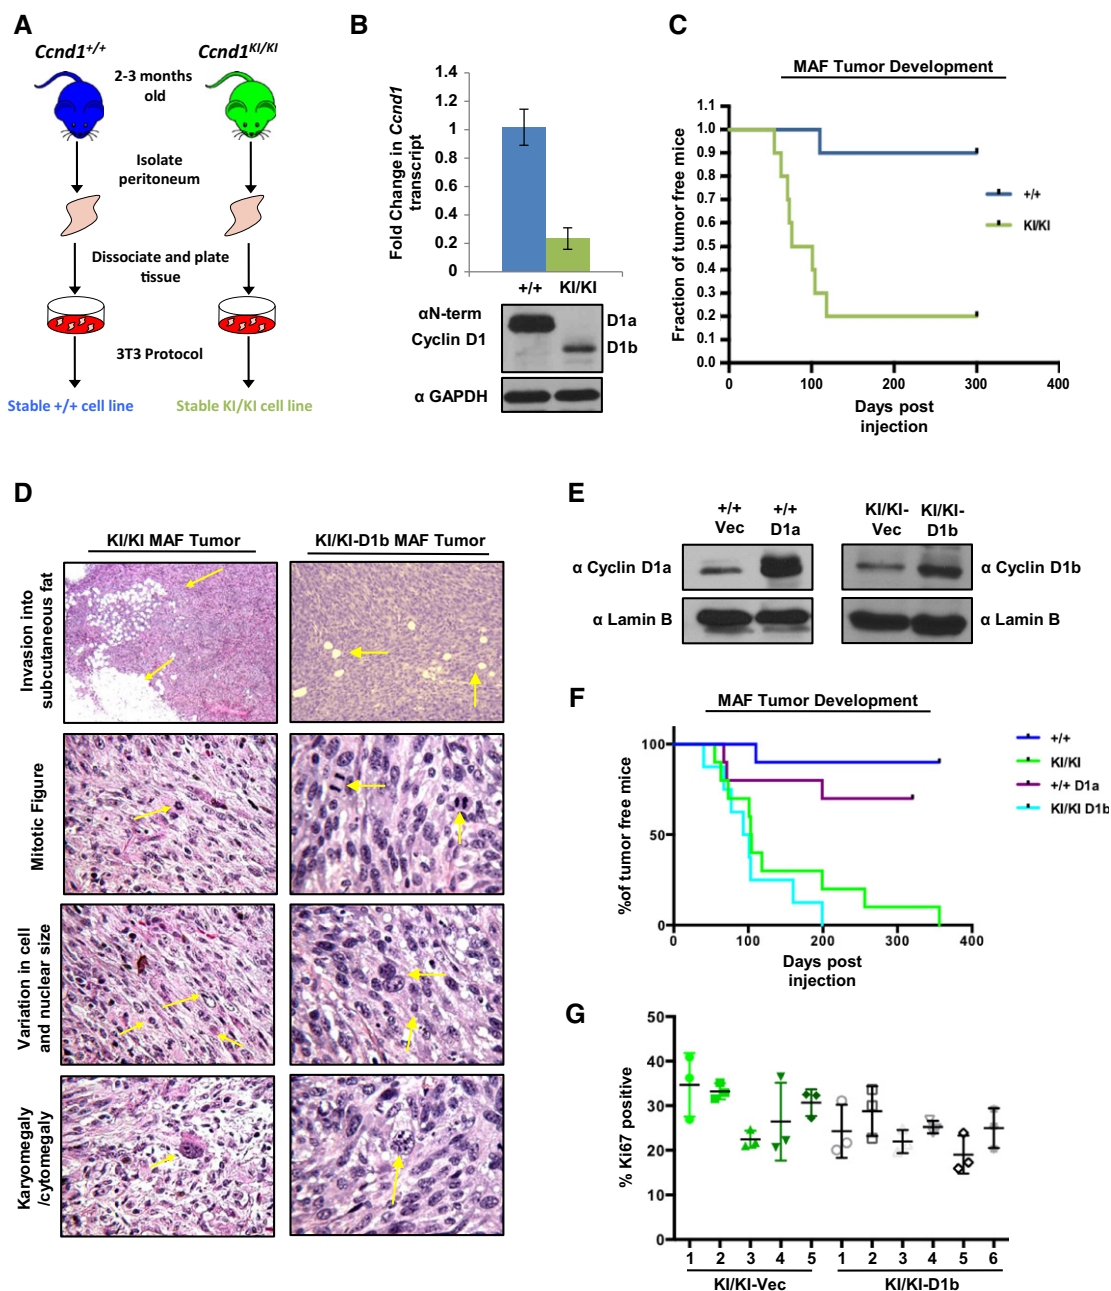 A
Ccnd1+/+
Ccnd1KI/KI
2-3 months
old
Isolate
peritoneum
Dissociate and plate
tissue
3T3 Protocol
Stable +/+ cell line
Stable KI/KI cell line
B
Fold Change in Ccnd1
transcript
1.4
1.2
1
0.8
0.6
0.4
0.2
0
+/+
KI/KI
αN-term
Cyclin D1
D1a
D1b
α GAPDH
C
MAF Tumor Development
Fraction of tumor free mice
1.1
1.0
0.9
0.8
0.7
0.6
0.5
0.4
0.3
0.2
0.1
0.0
0
100
200
300
400
Days post
injection
+/+
KI/KI
D
KI/KI MAF Tumor
KI/KI-D1b MAF Tumor
Invasion into
subcutaneous fat
Mitotic Figure
Variation in cell
and nuclear size
Karyomegaly
/cytomegaly
E
+/+
Vec
+/+
D1a
KI/KI-
Vec
KI/KI-
D1b
α Cyclin D1a
α Cyclin D1b
α Lamin B
α Lamin B
F
MAF Tumor Development
%of tumor free mice
100
50
0
0
100
200
300
400
Days post
injection
+/+
KI/KI
+/+ D1a
KI/KI D1b
G
% Ki67 positive
50
40
30
20
10
0
1
2
3
4
5
1
2
3
4
5
6
KI/KI-Vec
KI/KI-D1b